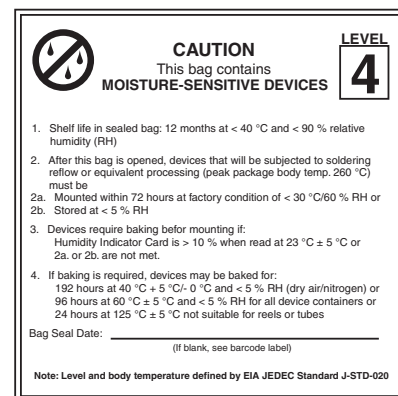 LEVEL
CAUTION
4
This bag contains
MOISTURE-SENSITIVE DEVICES
1. Shelf life in sealed bag: 12 months at < 40 °C and < 90 % relative
humidity (RH)
2. After this bag is opened, devices that will be subjected to soldering
reflow or equivalent processing (peak package body temp. 260 °C)
must be
2a. Mounted within 72 hours at factory condition of < 30 °C/60 % RH or
2b. Stored at < 5 % RH
3. Devices require baking befor mounting if:
Humidity Indicator Card is > 10 % when read at 23 °C ± 5 °C or
2a. or 2b. are not met.
4. If baking is required, devices may be baked for:
192 hours at 40 °C + 5 °C/- 0 °C and < 5 % RH (dry air/nitrogen) or
96 hours at 60 °C ± 5 °C and < 5 % RH for all device containers or
24 hours at 125 °C ± 5 °C not suitable for reels or tubes
Bag Seal Date:
(If blank, see barcode label)
Note: Level and body temperature defined by EIA JEDEC Standard J-STD-020